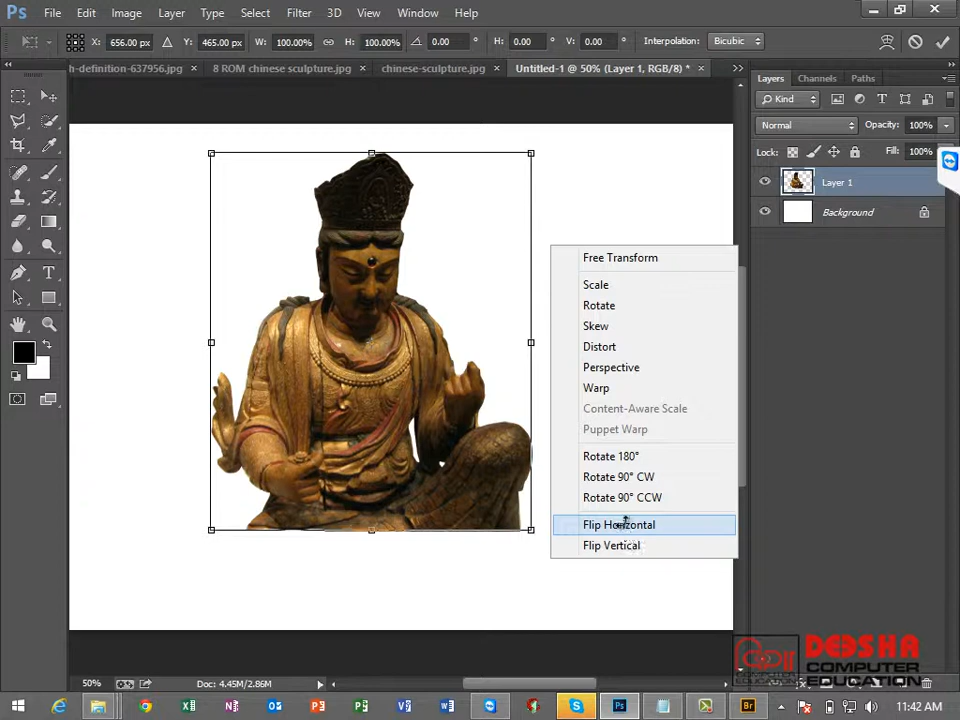 Ps File Edit Image Layer Type Select Filter 3D View Window Help
X: 656.00 px Y: 465.00 px W: 100.00% H: 100.00% 0.00 ° H: 0.00 ° V: 0.00 ° Interpolation: Bicubic
h-definition-637956.jpg × 8 ROM chinese sculpture.jpg × chinese-sculpture.jpg × Untitled-1 @ 50% (Layer 1, RGB/8) * ×
Layers Channels Paths
Kind
Normal Opacity: 100%
Lock: Fill: 100%
Layer 1
Background
Free Transform
Scale
Rotate
Skew
Distort
Perspective
Warp
Content-Aware Scale
Puppet Warp
Rotate 180°
Rotate 90° CW
Rotate 90° CCW
Flip Horizontal
Flip Vertical
50% Doc: 4.45M/2.86M
DEESHA
COMPUTER
EDUCATION
11:42 AM